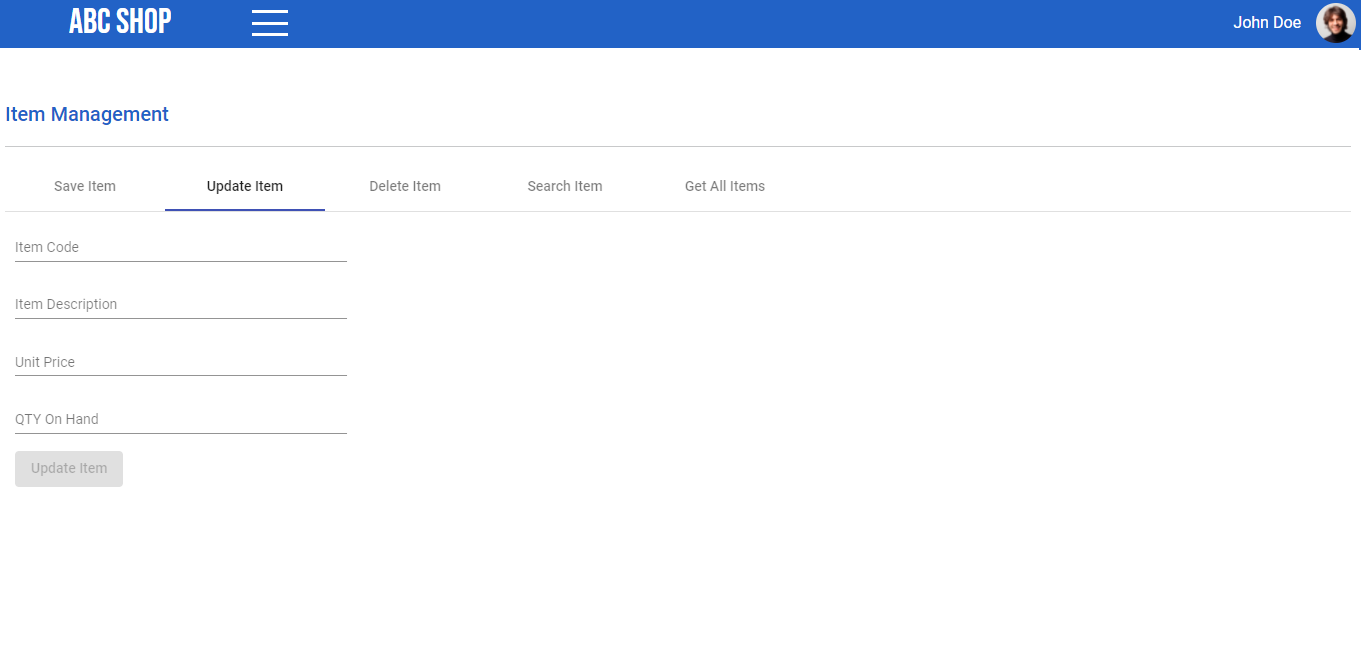 ABC SHOP
John Doe
Item Management
Save Item Update Item Delete Item Search Item Get All Items
Item Code
Item Description
Unit Price
QTY On Hand
Update Item